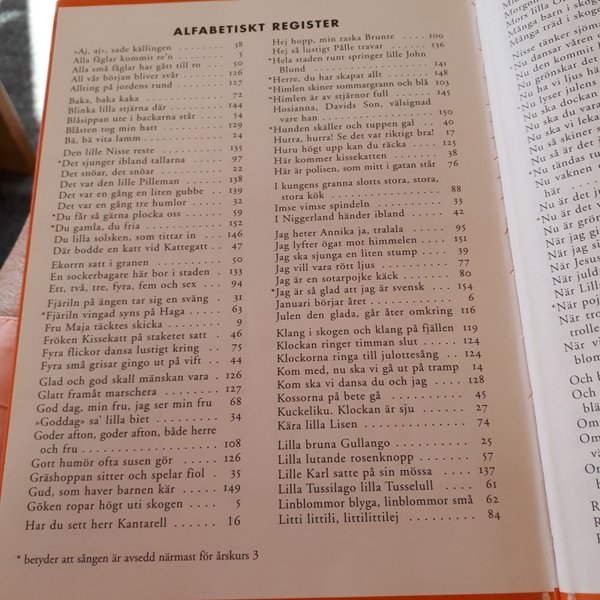 ALFABETISKT REGISTER
»Aj, aj», sade källingen 38
Alla fåglar kommit re'n 5
Alla små fåglar har gått till ro 50
All vår början bliver svår 126
Allting på jordens rund 127
Baka, baka kaka 72
Blinka lilla stjärna där 144
Blåsippan ute i backarna står 54
Blåsten tog min hatt 129
Bä, bä vita lamm 24
Den lille Nisse reste 135
*Det sjunger ibland tallarna 97
Det snöar, det snöar 22
Det var den lille Pilleman 138
Det var en gång en liten gubbe 139
Det var en gång tre humlor 32
*Du får så gärna plocka oss 59
*Du gamla, du fria 152
Du lilla solsken, som tittar in 146
Där bodde en katt vid Kattegatt 47
Ekorrn satt i granen 50
En sockerbagare här bor i staden 133
Ett, två, tre, fyra, fem och sex 94
Fjäriln på ängen tar sig en sväng 31
*Fjäriln vingad syns på Haga 63
Fru Maja täcktes skicka 9
Fröken Kissekatt på staketet satt 46
Fyra flickor dansa lustigt kring 75
Fyra små grisar gingo ut på vift 44
Glad och god skall mänskan vara 126
Glatt framåt marschera 127
God dag, min fru, jag ser min fru 68
»Goddag» sa' lilla biet 34
Goder afton, goder afton, både herre
och fru 108
Gott humör ofta susen gör 126
Gräshoppan sitter och spelar fiol 35
Gud, som haver barnen kär 149
Göken ropar högt uti skogen 5
Har du sett herr Kantarell 16
Hej hopp, min raska Brunte 100
Hej så lustigt Pålle travar 136
*Hela staden runt springer lille John
Blund 141
*Herre, du har skapat allt 148
*Himlen skiner sommargrann och blå 103
*Himlen är av stjärnor full 145
Hosianna, Davids Son, välsignad
vare han 150
*Hunden skäller och tuppen gal 40
Hurra, hurra! Se det var riktigt bra! 17
Huru högt upp kan du räcka 125
Här kommer kissekatten 38
Här är polisen, som mitt i gatan står 76
I kungens granna slotts stora, stora,
stora kök 88
Imse vimse spindeln 33
I Niggerland händer ibland 42
Jag heter Annika ja, tralala 95
Jag lyfter ögat mot himmelen 151
Jag ska sjunga en liten stump 39
Jag vill vara rött ljus 77
Jag är en sotarpojke käck 80
*Jag är så glad att jag är svensk 154
Januari börjar året 6
Julen den glada, går åter omkring 116
Klang i skogen och klang på fjällen 119
Klockan ringer timman slut 124
Klockorna ringa till julottesång 124
Kom med, nu ska vi gå ut på tramp 14
Kom ska vi dansa du och jag 128
Kossorna på bete gå 45
Kuckeliku. Klockan är sju 27
Kära lilla Lisen 74
Lilla bruna Gullango 25
Lilla lutande rosenknopp 57
Lille Karl satte på sin mössa 137
Lilla Tussilago lilla Tusselull 61
Linblommor blyga, linblommor små 62
Litti littili, littilittilej 84
* betyder att sången är avsedd närmast för årskurs 3